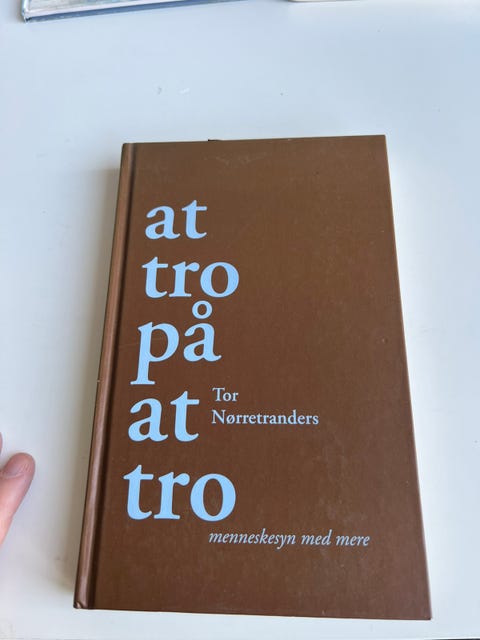 at
tro
på
at
tro
Tor
Nørretranders
menneskesyn med mere